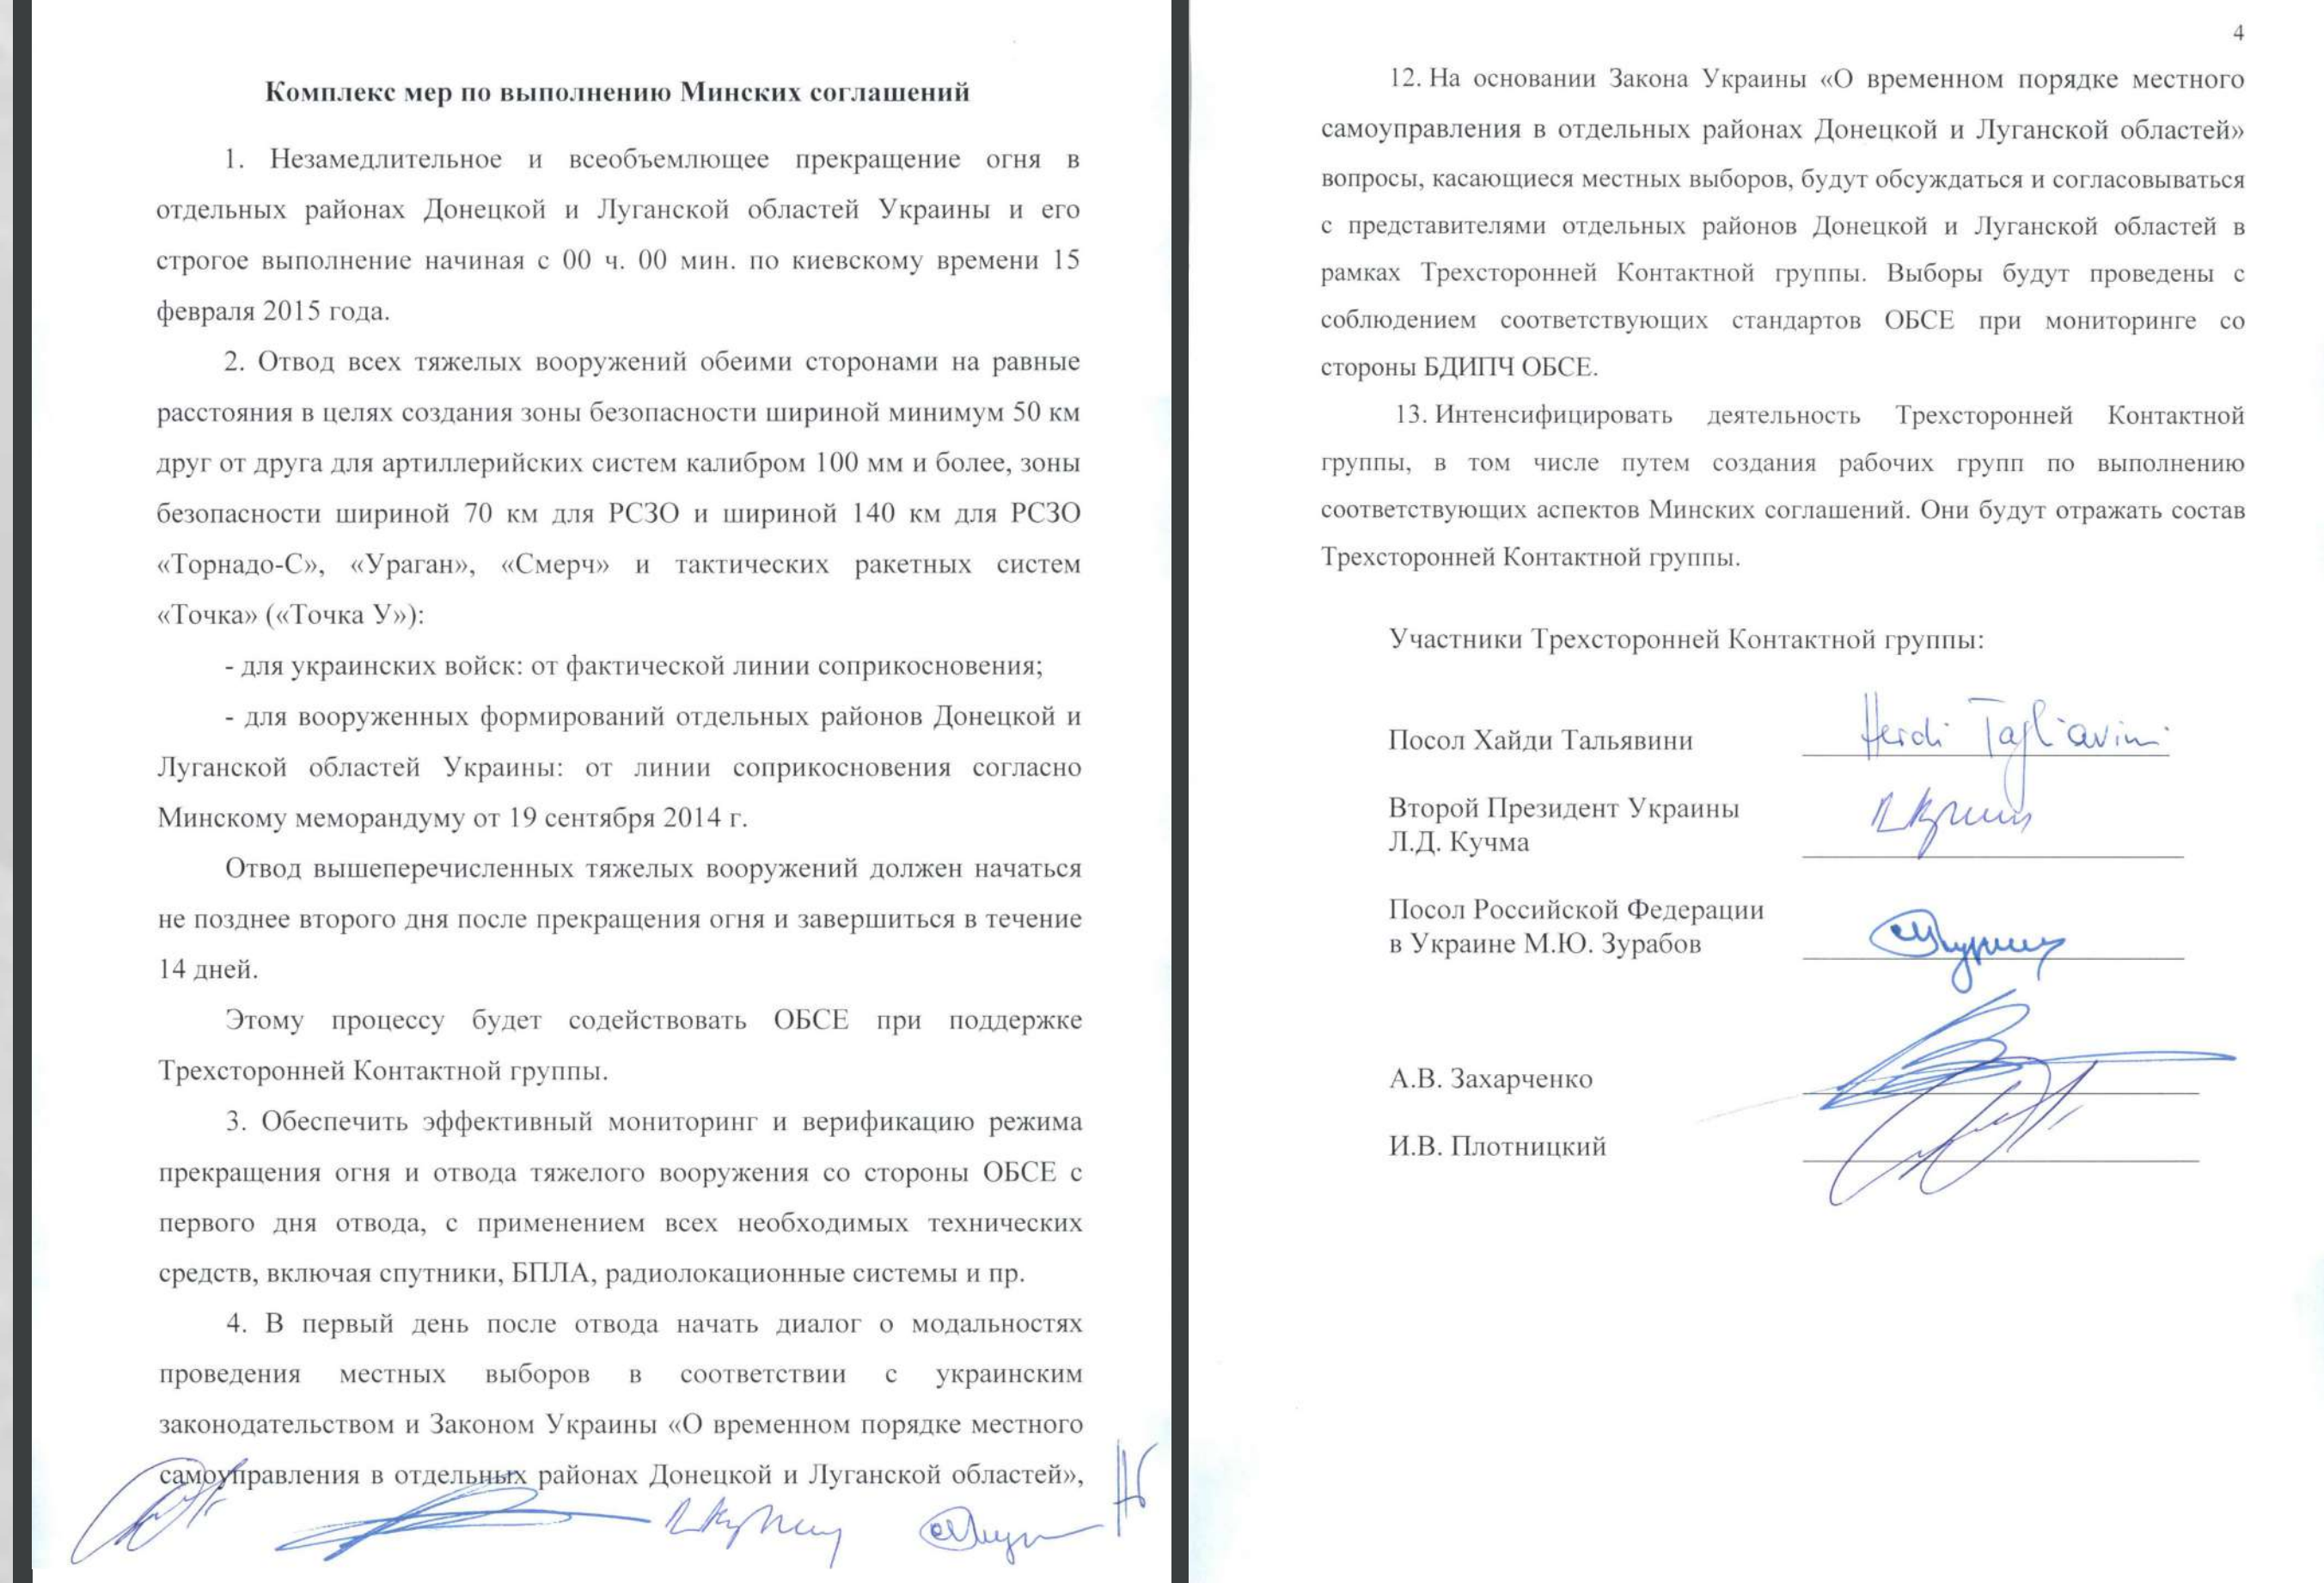 Комплекс мер по выполнению Минских соглашений
1. Незамедлительное и всеобъемлющее прекращение огня в
отдельных районах Донецкой и Луганской областей Украины и его
строгое выполнение начиная с 00 ч. 00 мин. по киевскому времени 15
февраля 2015 года.
2. Отвод всех тяжелых вооружений обеими сторонами на равные
расстояния в целях создания зоны безопасности шириной минимум 50 км
друг от друга для артиллерийских систем калибром 100 мм и более, зоны
безопасности шириной 70 км для РСЗО и шириной 140 км для РСЗО
«Торнадо-С», «Ураган», «Смерч» и тактических ракетных систем
«Точка» («Точка У»):
- для украинских войск: от фактической линии соприкосновения;
- для вооруженных формирований отдельных районов Донецкой и
Луганской областей Украины: от линии соприкосновения согласно
Минскому меморандуму от 19 сентября 2014 г.
Отвод вышеперечисленных тяжелых вооружений должен начаться
не позднее второго дня после прекращения огня и завершиться в течение
14 дней.
Этому процессу будет содействовать ОБСЕ при поддержке
Трехсторонней Контактной группы.
3. Обеспечить эффективный мониторинг и верификацию режима
прекращения огня и отвода тяжелого вооружения со стороны ОБСЕ с
первого дня отвода, с применением всех необходимых технических
средств, включая спутники, БПЛА, радиолокационные системы и пр.
4. В первый день после отвода начать диалог о модальностях
проведения местных выборов в соответствии с украинским
законодательством и Законом Украины «О временном порядке местного
самоуправления в отдельных районах Донецкой и Луганской областей»,
4
12. На основании Закона Украины «О временном порядке местного
самоуправления в отдельных районах Донецкой и Луганской областей»
вопросы, касающиеся местных выборов, будут обсуждаться и согласовываться
с представителями отдельных районов Донецкой и Луганской областей в
рамках Трехсторонней Контактной группы. Выборы будут проведены с
соблюдением соответствующих стандартов ОБСЕ при мониторинге со
стороны БДИПЧ ОБСЕ.
13. Интенсифицировать деятельность Трехсторонней Контактной
группы, в том числе путем создания рабочих групп по выполнению
соответствующих аспектов Минских соглашений. Они будут отражать состав
Трехсторонней Контактной группы.
Участники Трехсторонней Контактной группы:
Посол Хайди Тальявини Heidi Tagliavini
Второй Президент Украины
Л.Д. Кучма
Посол Российской Федерации
в Украине М.Ю. Зурабов
А.В. Захарченко
И.В. Плотницкий